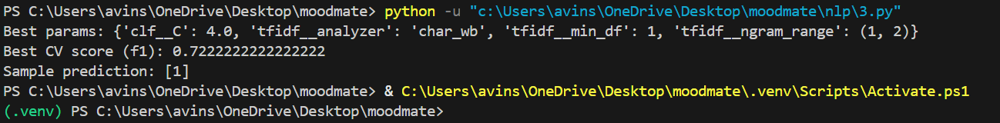 PS C:\Users\avins\OneDrive\Desktop\moodmate> python -u "c:\Users\avins\OneDrive\Desktop\moodmate\nlp\3.py"
Best params: {'clf__C': 4.0, 'tfidf__analyzer': 'char_wb', 'tfidf__min_df': 1, 'tfidf__ngram_range': (1, 2)}
Best CV score (f1): 0.7222222222222222
Sample prediction: [1]
PS C:\Users\avins\OneDrive\Desktop\moodmate> & C:\Users\avins\OneDrive\Desktop\moodmate\.venv\Scripts\Activate.ps1
(.venv) PS C:\Users\avins\OneDrive\Desktop\moodmate>